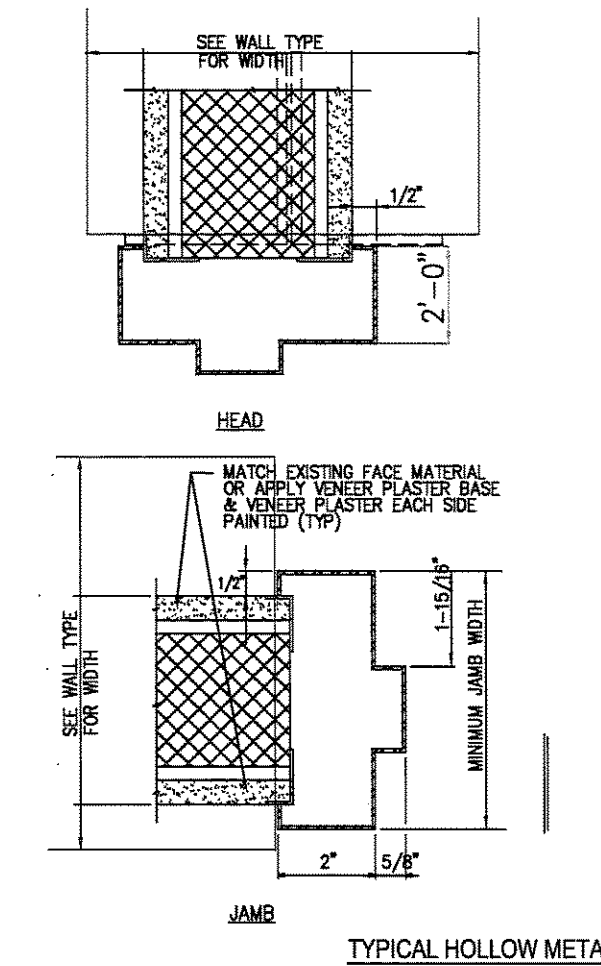 SEE WALL TYPE
FOR WIDTH
1/2"
2'-0"
HEAD
MATCH EXISTING FACE MATERIAL
OR APPLY VENEER PLASTER BASE
& VENEER PLASTER EACH SIDE
PAINTED (TYP)
1/2"
1-15/16"
SEE WALL TYPE
FOR WIDTH
MINIMUM JAMB WIDTH
2"
5/8"
JAMB
TYPICAL HOLLOW META